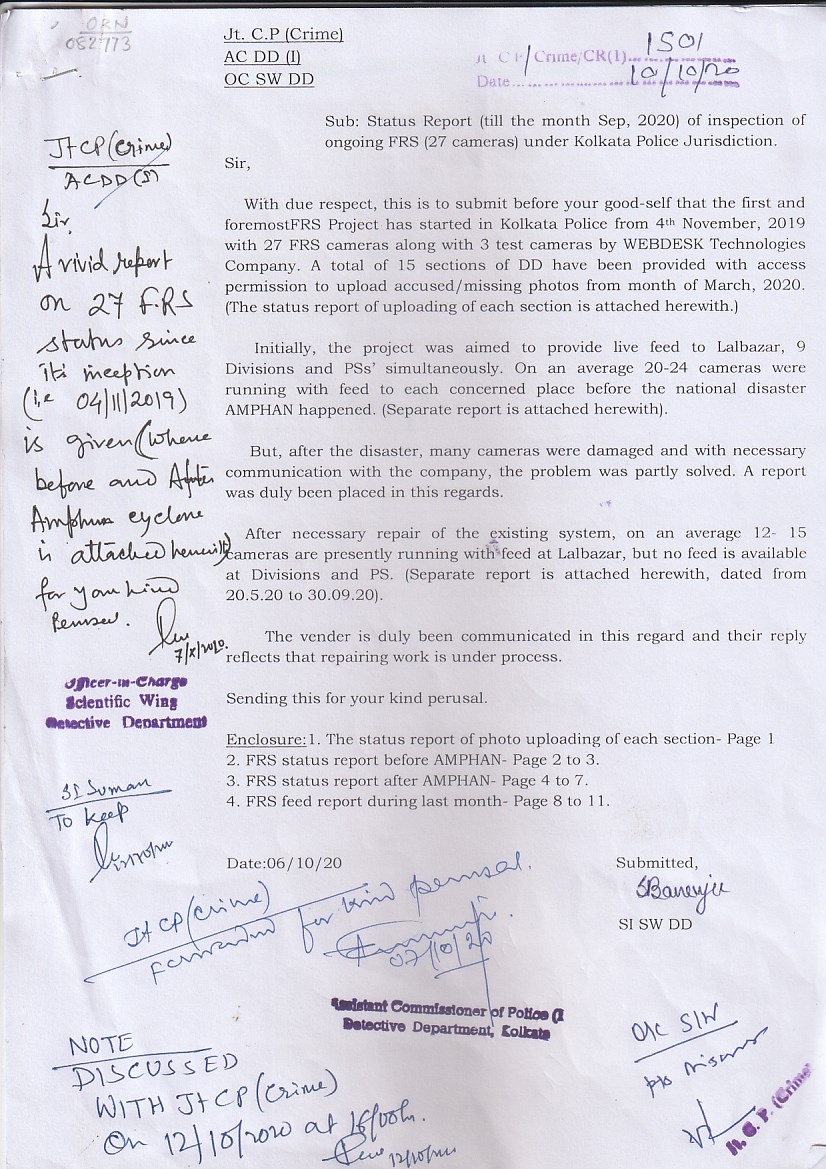 ORN
082773
Jt. C.P (Crime)
AC DD (I)
OC SW DD
Jt C P/Crime/CR(1)....1501
Date..........10/10/20
Sub: Status Report (till the month Sep, 2020) of inspection of
ongoing FRS (27 cameras) under Kolkata Police Jurisdiction.
Sir,
With due respect, this is to submit before your good-self that the first and
foremostFRS Project has started in Kolkata Police from 4th November, 2019
with 27 FRS cameras along with 3 test cameras by WEBDESK Technologies
Company. A total of 15 sections of DD have been provided with access
permission to upload accused/missing photos from month of March, 2020.
(The status report of uploading of each section is attached herewith.)
Initially, the project was aimed to provide live feed to Lalbazar, 9
Divisions and PSs' simultaneously. On an average 20-24 cameras were
running with feed to each concerned place before the national disaster
AMPHAN happened. (Separate report is attached herewith).
But, after the disaster, many cameras were damaged and with necessary
communication with the company, the problem was partly solved. A report
was duly been placed in this regards.
After necessary repair of the existing system, on an average 12- 15
cameras are presently running with feed at Lalbazar, but no feed is available
at Divisions and PS. (Separate report is attached herewith, dated from
20.5.20 to 30.09.20).
The vender is duly been communicated in this regard and their reply
reflects that repairing work is under process.
Sending this for your kind perusal.
Enclosure:1. The status report of photo uploading of each section- Page 1
2. FRS status report before AMPHAN- Page 2 to 3.
3. FRS status report after AMPHAN- Page 4 to 7.
4. FRS feed report during last month- Page 8 to 11.
Date:06/10/20
Submitted,
SBanerjee
SI SW DD
Jt CP (Crime)
ACDD (I)
Sir,
A vivid report
on 27 F.R.S
status since
its inception
(i.e 04/11/2019)
is given (where
before and After
Amphan cyclone
is attached herewith)
for your kind
Perusal.
7/X/2020.
Officer-in-Charge
Scientific Wing
Detective Department
SI Suman
To keep
Jt CP (Crime)
Forwarded for kind perusal.
07/10/20
Assistant Commissioner of Police (I
Detective Department, Kolkata
NOTE
DISCUSSED
WITH Jt CP (Crime)
On 12/10/2020 at 16/00h.
O/C S/W
pls
(Crime)